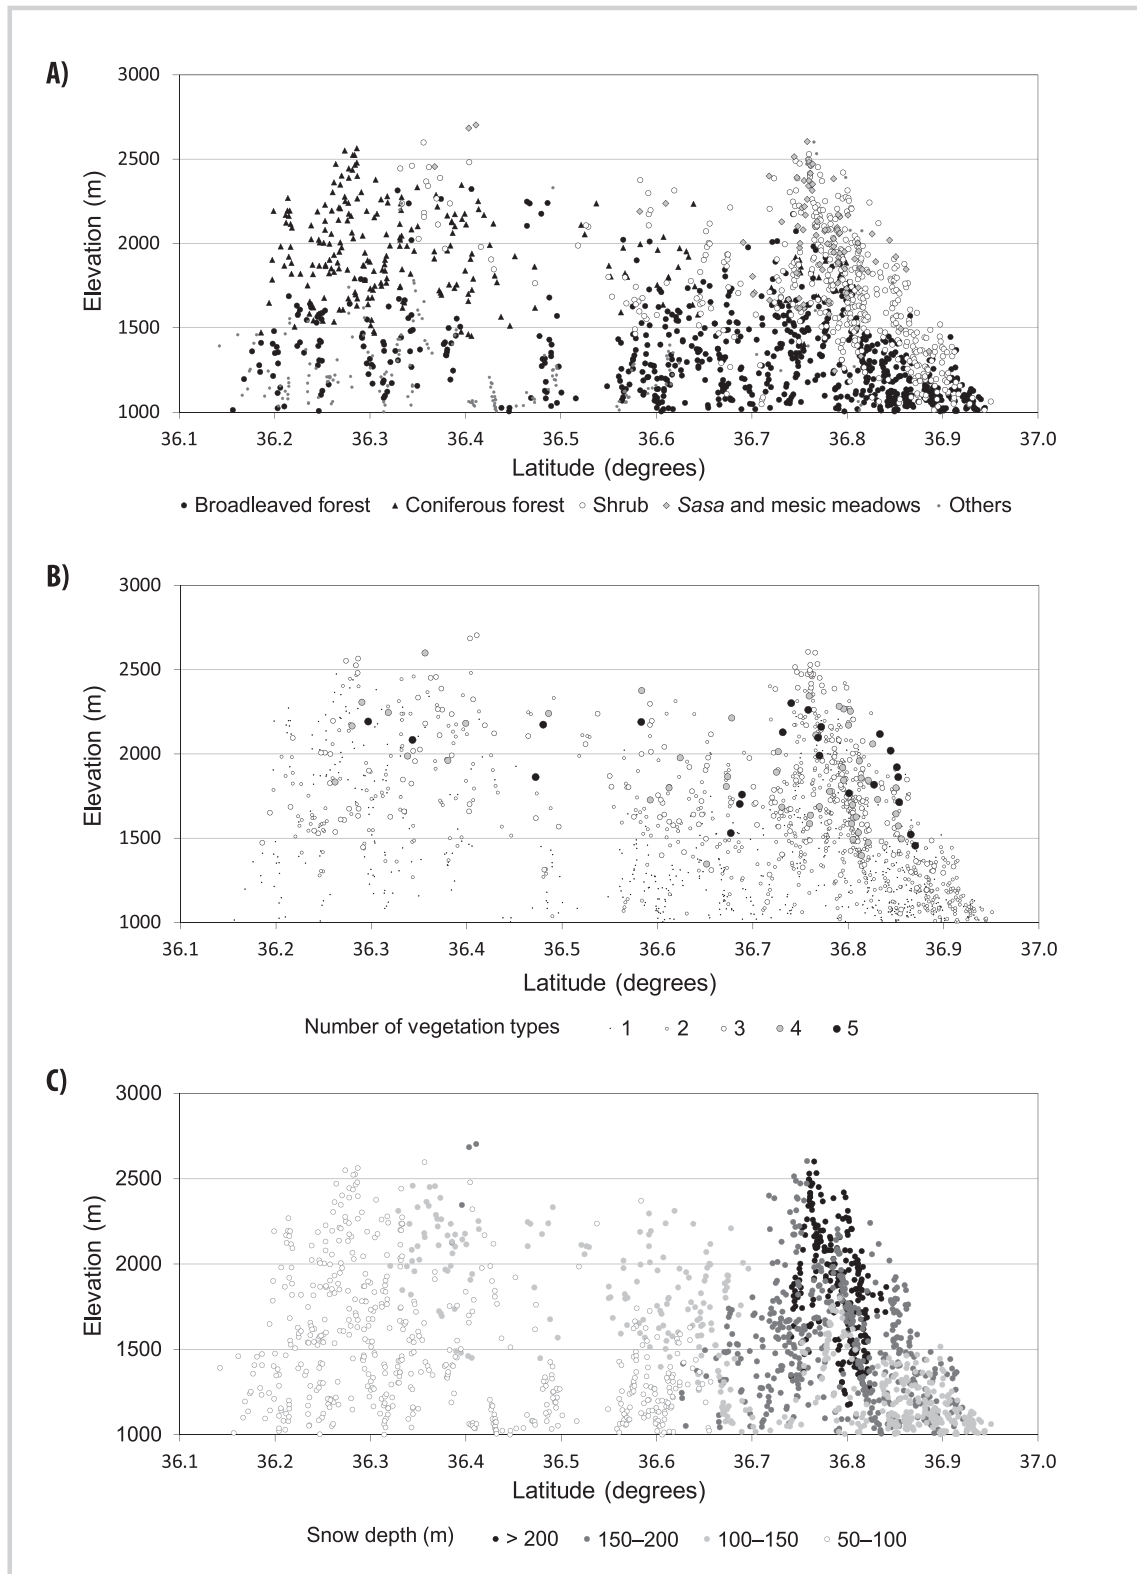 A)
3000
2500
2000
1500
1000
Elevation (m)
36.1 36.2 36.3 36.4 36.5 36.6 36.7 36.8 36.9 37.0
Latitude (degrees)
Broadleaved forest Coniferous forest Shrub Sasa and mesic meadows Others
B)
3000
2500
2000
1500
1000
Elevation (m)
36.1 36.2 36.3 36.4 36.5 36.6 36.7 36.8 36.9 37.0
Latitude (degrees)
Number of vegetation types 1 2 3 4 5
C)
3000
2500
2000
1500
1000
Elevation (m)
36.1 36.2 36.3 36.4 36.5 36.6 36.7 36.8 36.9 37.0
Latitude (degrees)
Snow depth (m) > 200 150–200 100–150 50–100